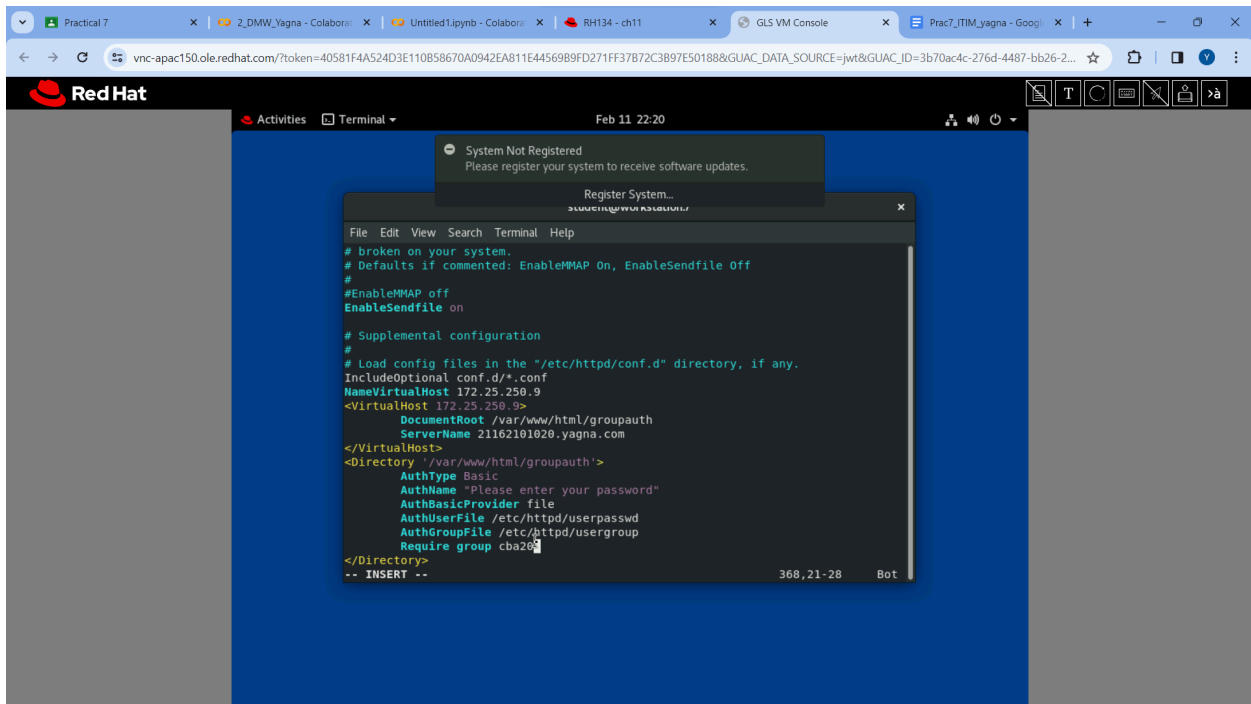 Practical 7
2_DMW_Yagna - Colaborat
Untitled1.ipynb - Colaborat
RH134 - ch11
GLS VM Console
Prac7_ITIM_yagna - Googl
vnc-apac150.ole.redhat.com/?token=40581F4A524D3E110B58670A0942EA811E44569B9FD271FF37B72C3B97E50188&GUAC_DATA_SOURCE=jwt&GUAC_ID=3b70ac4c-276d-4487-bb26-2...
Y
Red Hat
T
›à
Activities Terminal Feb 11 22:20
System Not Registered
Please register your system to receive software updates.
Register System...
student@workstation:/
File Edit View Search Terminal Help
# broken on your system.
# Defaults if commented: EnableMMAP On, EnableSendfile Off
#
#EnableMMAP off
EnableSendfile on
# Supplemental configuration
#
# Load config files in the "/etc/httpd/conf.d" directory, if any.
IncludeOptional conf.d/*.conf
NameVirtualHost 172.25.250.9
<VirtualHost 172.25.250.9>
DocumentRoot /var/www/html/groupauth
ServerName 21162101020.yagna.com
</VirtualHost>
<Directory '/var/www/html/groupauth'>
AuthType Basic
AuthName "Please enter your password"
AuthBasicProvider file
AuthUserFile /etc/httpd/userpasswd
AuthGroupFile /etc/httpd/usergroup
Require group cba20
</Directory>
-- INSERT -- 368,21-28 Bot